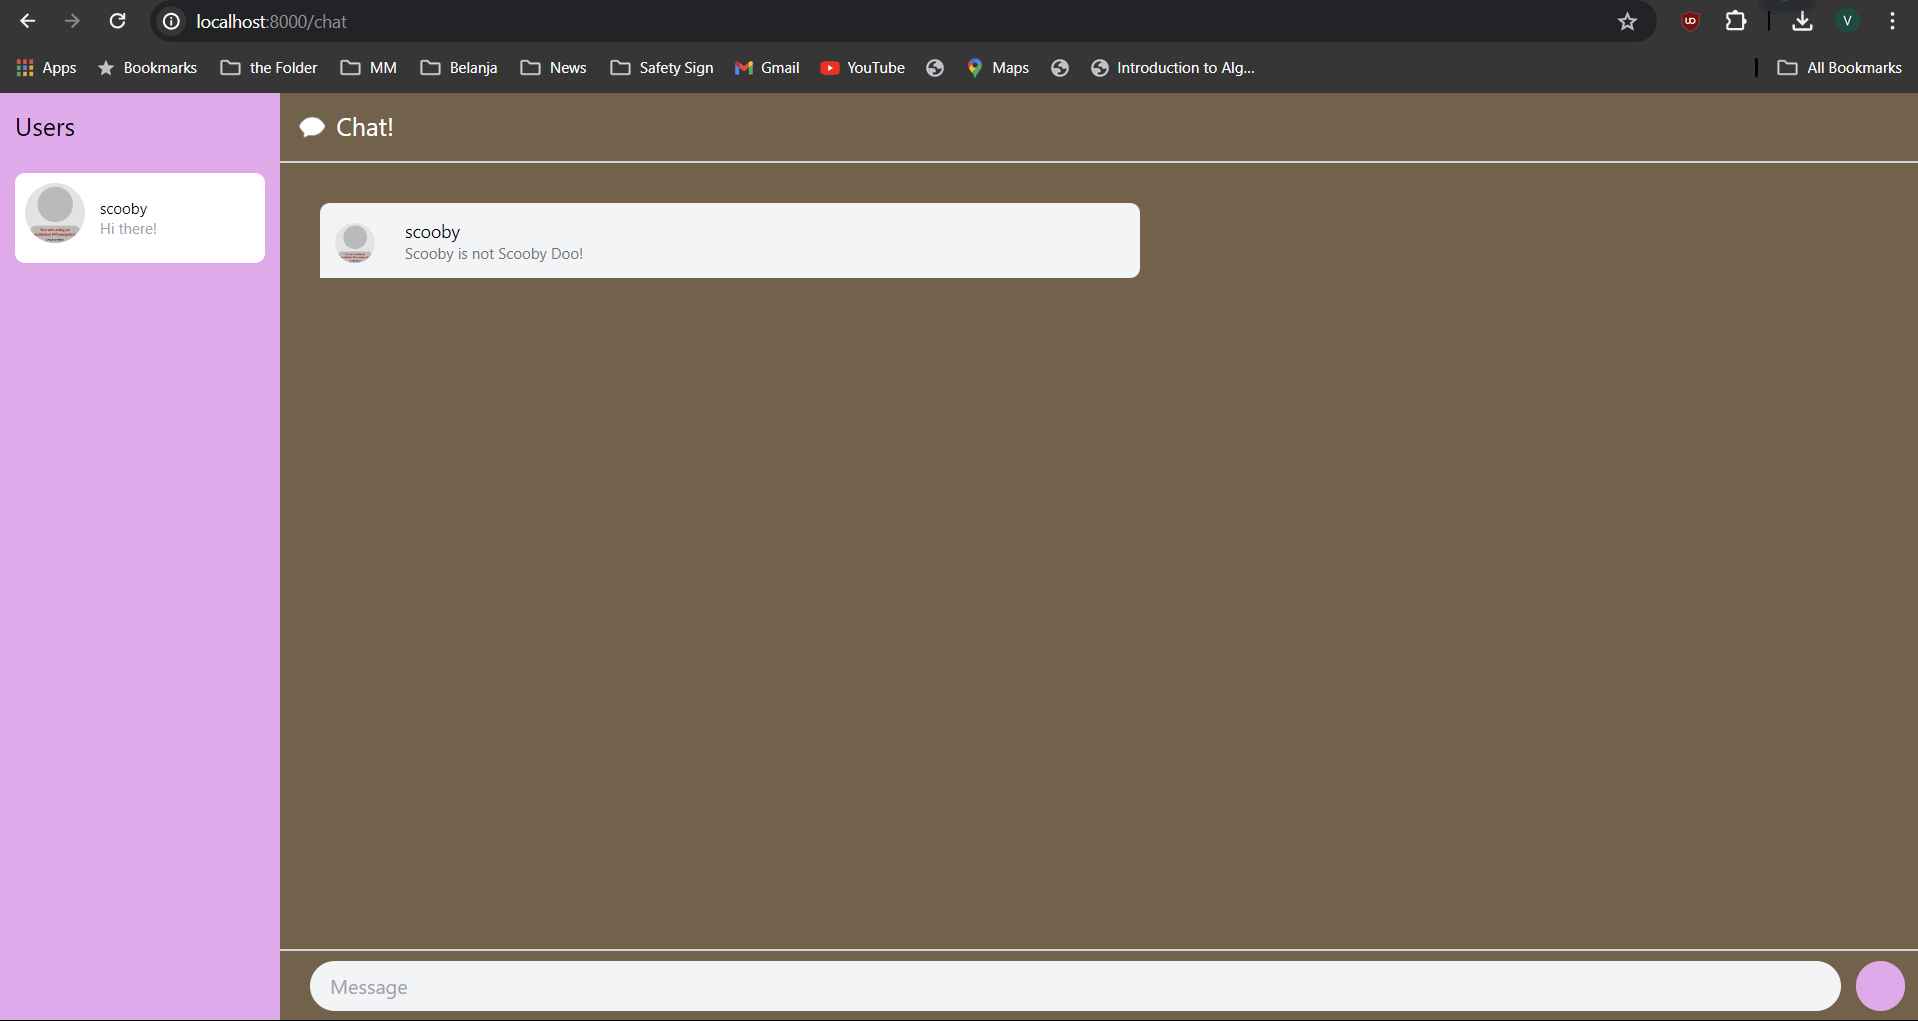 localhost:8000/chat
V
Apps Bookmarks the Folder MM Belanja News Safety Sign Gmail YouTube Maps Introduction to Alg... All Bookmarks
Users
Chat!
scooby
Hi there!
scooby
Scooby is not Scooby Doo!
Message